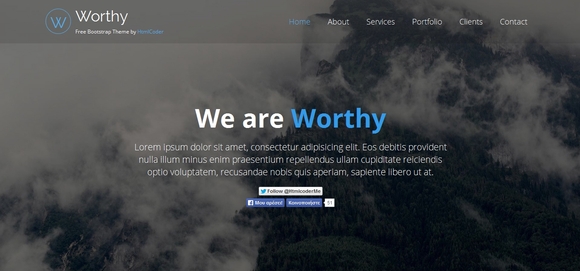 W Worthy
Free Bootstrap Theme by HtmlCoder
Home About Services Portfolio Clients Contact
We are Worthy
Lorem ipsum dolor sit amet, consectetur adipisicing elit. Eos debitis provident
nulla illum minus enim praesentium repellendus ullam cupiditate reiciendis
optio voluptatem, recusandae nobis quis aperiam, sapiente libero ut at.
Follow @HtmlcoderMe
Μου αρέσει! Κοινοποιήστε 51